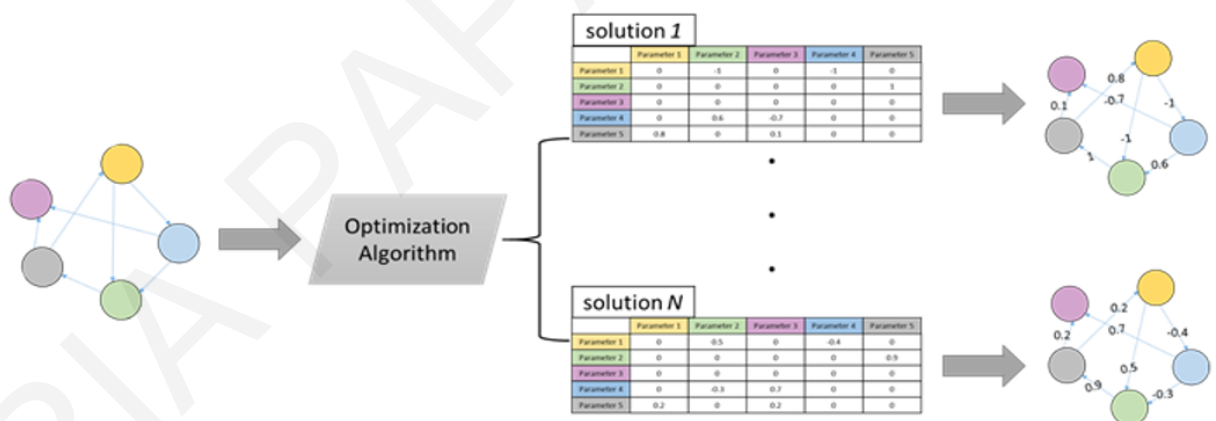 solution 1
Parameter 1 Parameter 2 Parameter 3 Parameter 4 Parameter 5
Parameter 1 0 -1 0 -1 0
Parameter 2 0 0 0 0 1
Parameter 3 0 0 0 0 0
Parameter 4 0 0.6 -0.7 0 0
Parameter 5 0.8 0 0.1 0 0
0.8
0.1
-0.7
-1
-1
1
0.6
Optimization
Algorithm
solution N
Parameter 1 Parameter 2 Parameter 3 Parameter 4 Parameter 5
Parameter 1 0 0.5 0 -0.4 0
Parameter 2 0 0 0 0 0.9
Parameter 3 0 0 0 0 0
Parameter 4 0 -0.3 0.7 0 0
Parameter 5 0.2 0 0.2 0 0
0.2
0.2
0.7
-0.4
0.5
0.9
-0.3
RIA PAPA